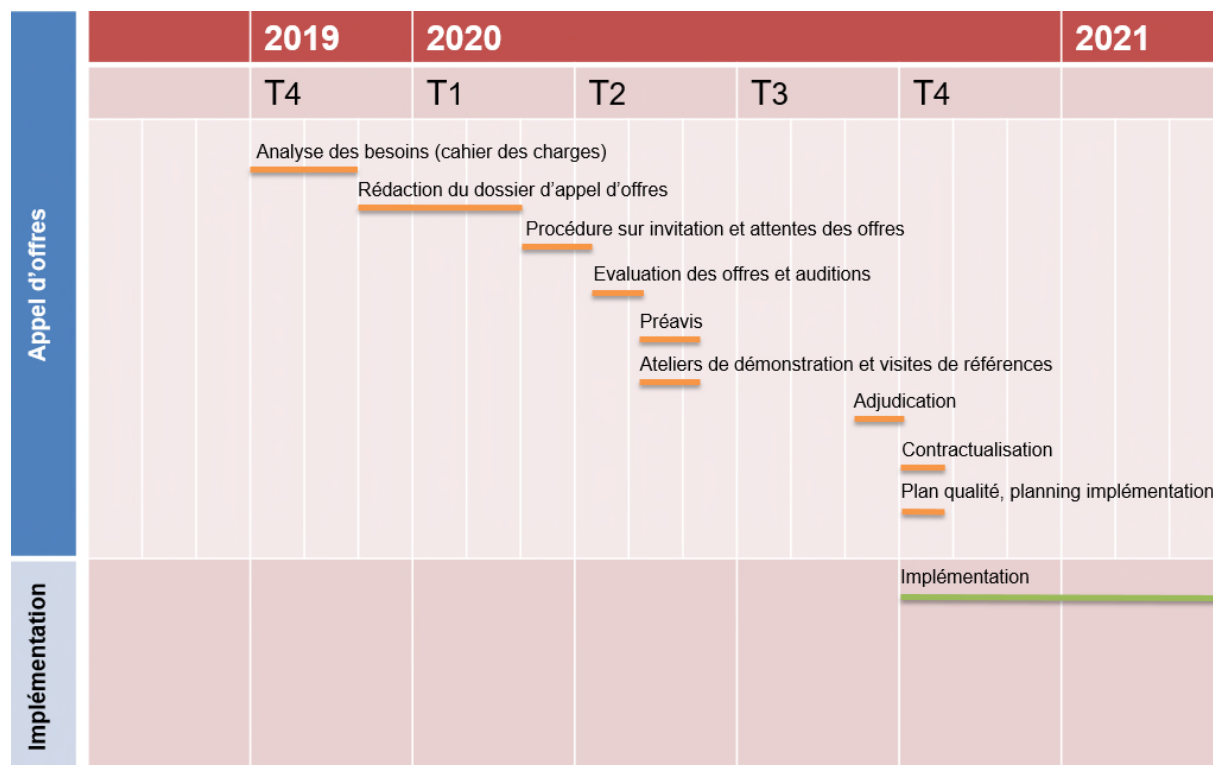 2019 2020 2021
T4 T1 T2 T3 T4
Appel d'offres
Analyse des besoins (cahier des charges)
Rédaction du dossier d'appel d'offres
Procédure sur invitation et attentes des offres
Evaluation des offres et auditions
Préavis
Ateliers de démonstration et visites de références
Adjudication
Contractualisation
Plan qualité, planning implémentation
Implémentation
Implémentation